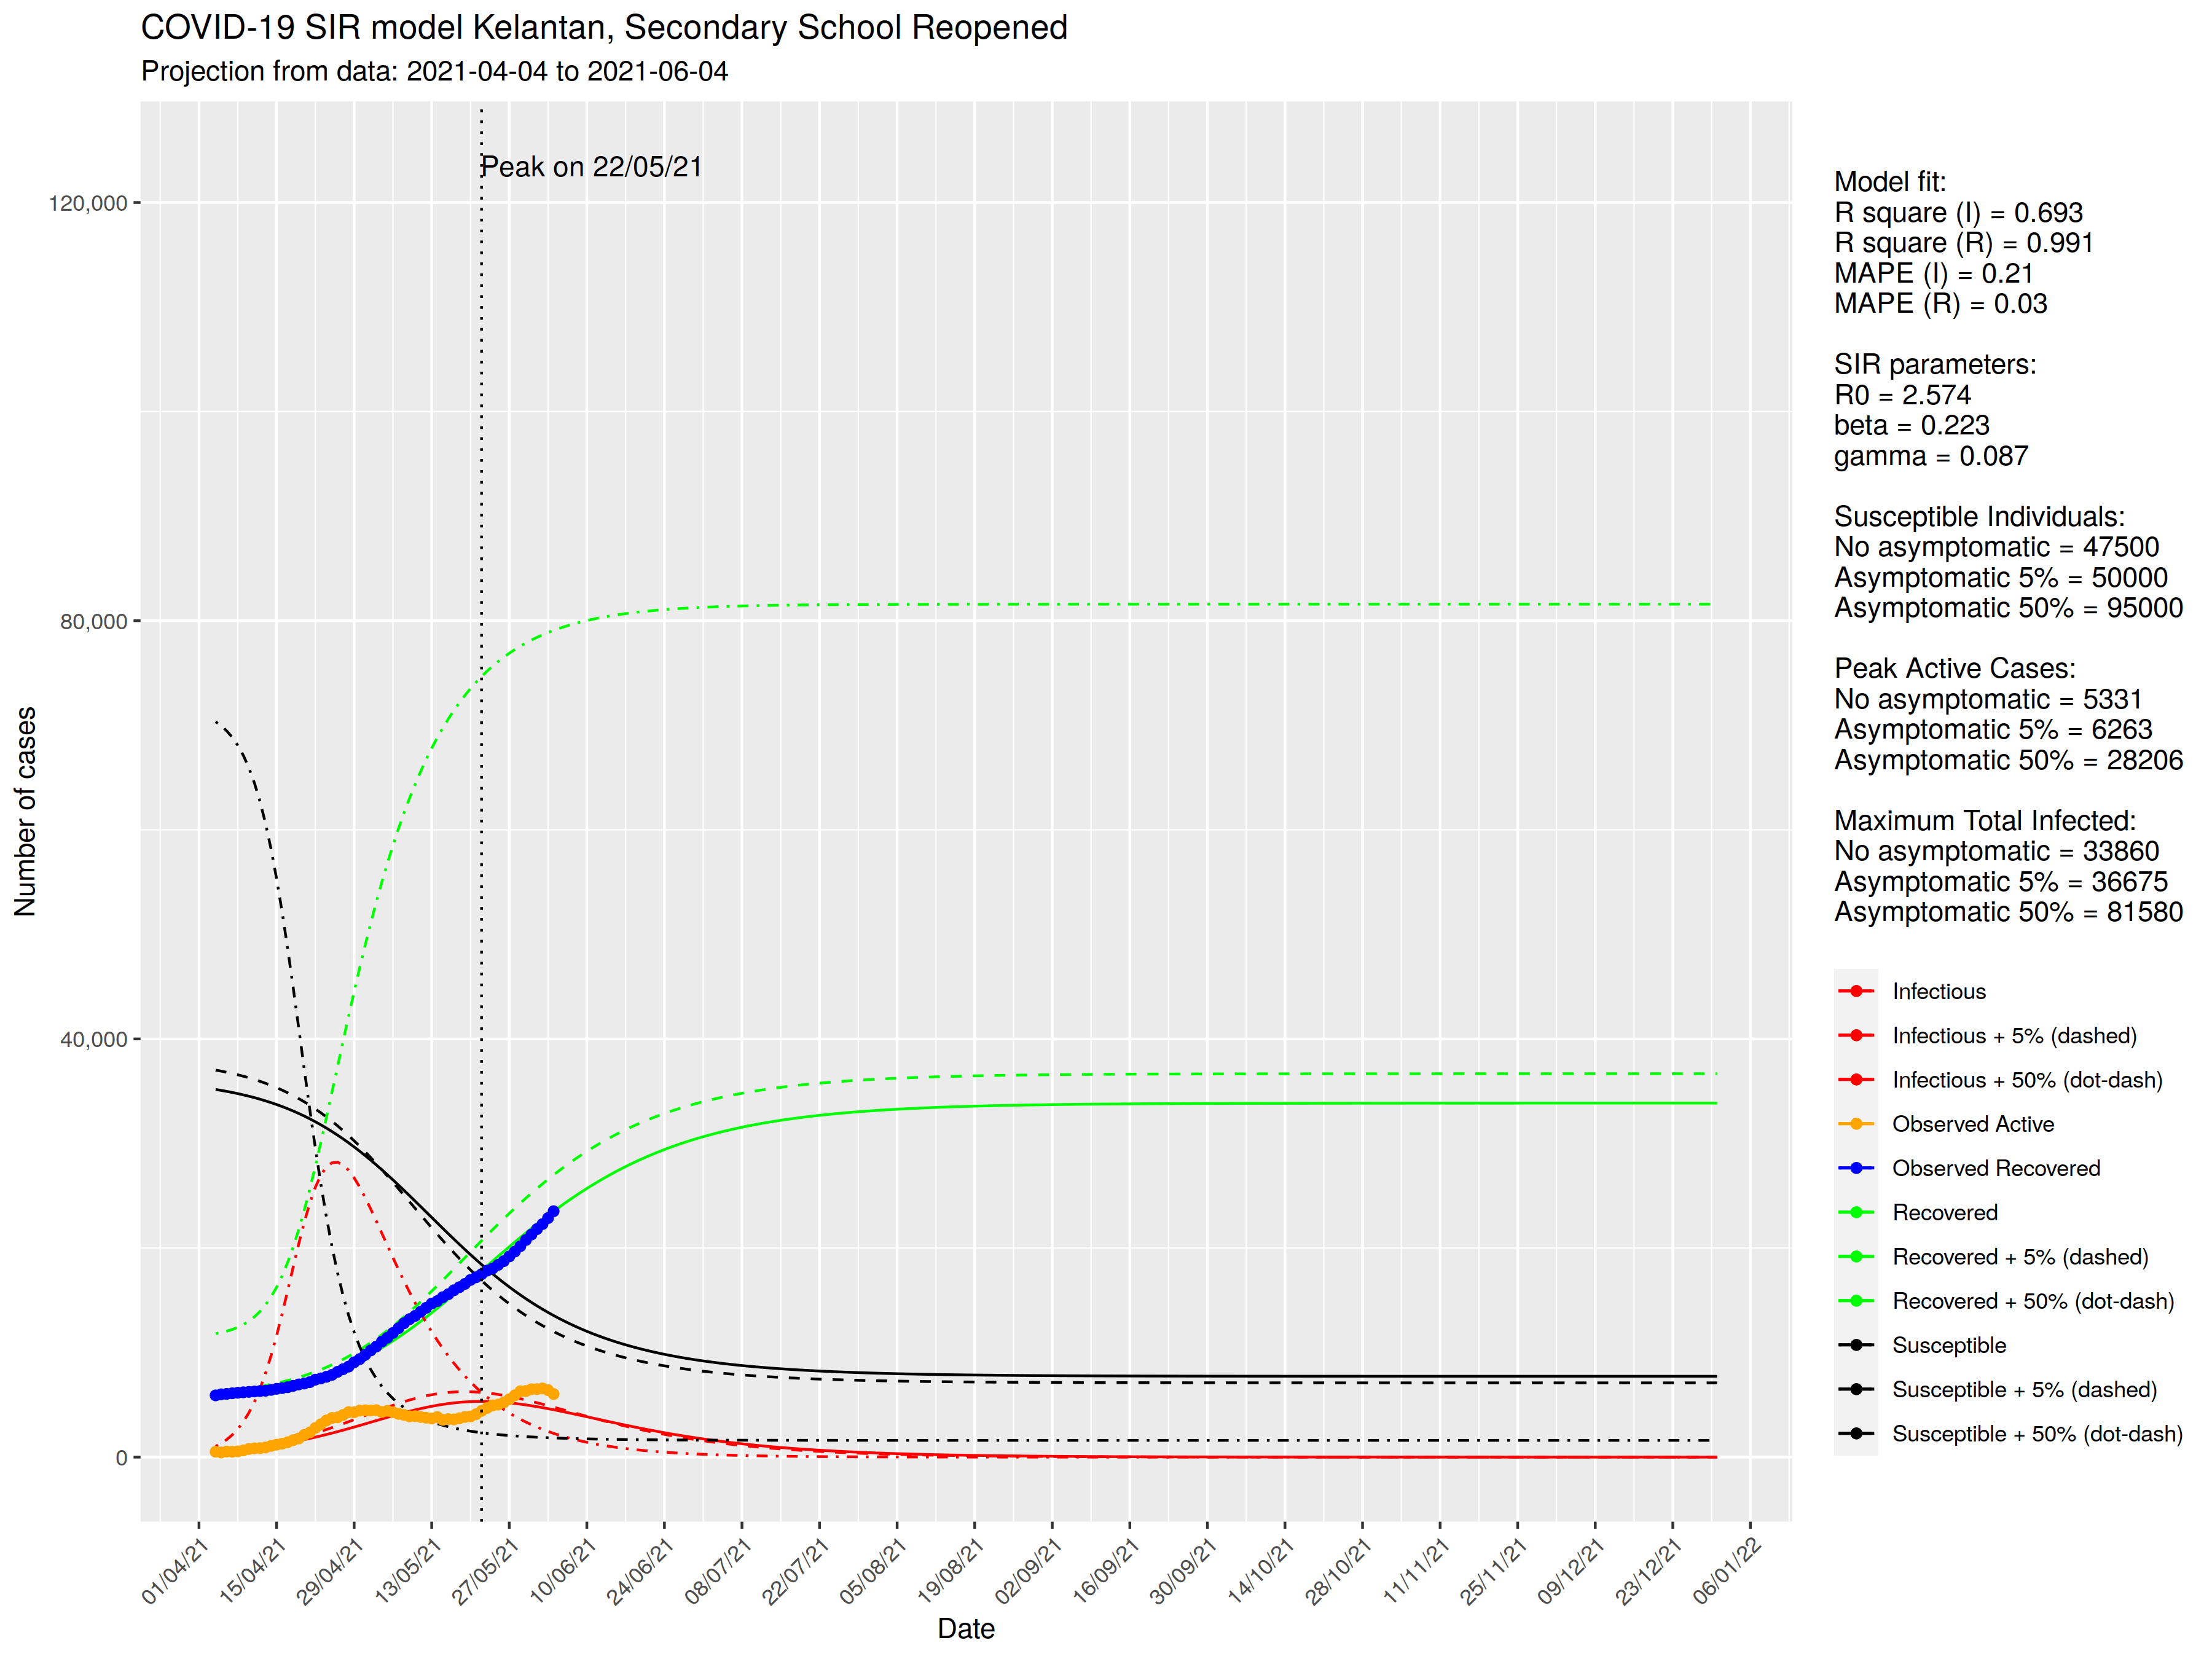 COVID-19 SIR model Kelantan, Secondary School Reopened
Projection from data: 2021-04-04 to 2021-06-04
Peak on 22/05/21
120,000
80,000
40,000
0
Number of cases
01/04/21
15/04/21
29/04/21
13/05/21
27/05/21
10/06/21
24/06/21
08/07/21
22/07/21
05/08/21
19/08/21
02/09/21
16/09/21
30/09/21
14/10/21
28/10/21
11/11/21
25/11/21
09/12/21
23/12/21
06/01/22
Date
Model fit:
R square (I) = 0.693
R square (R) = 0.991
MAPE (I) = 0.21
MAPE (R) = 0.03
SIR parameters:
R0 = 2.574
beta = 0.223
gamma = 0.087
Susceptible Individuals:
No asymptomatic = 47500
Asymptomatic 5% = 50000
Asymptomatic 50% = 95000
Peak Active Cases:
No asymptomatic = 5331
Asymptomatic 5% = 6263
Asymptomatic 50% = 28206
Maximum Total Infected:
No asymptomatic = 33860
Asymptomatic 5% = 36675
Asymptomatic 50% = 81580
Infectious
Infectious + 5% (dashed)
Infectious + 50% (dot-dash)
Observed Active
Observed Recovered
Recovered
Recovered + 5% (dashed)
Recovered + 50% (dot-dash)
Susceptible
Susceptible + 5% (dashed)
Susceptible + 50% (dot-dash)